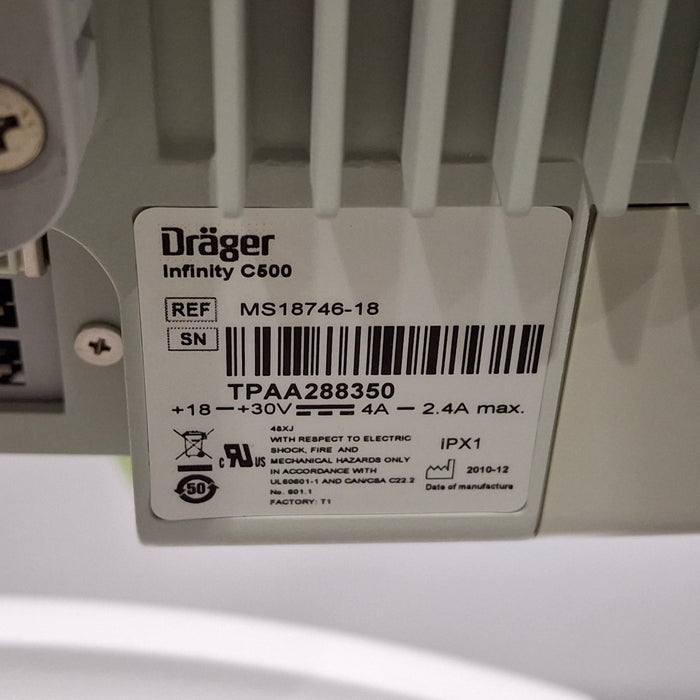 Dräger
Infinity C500
REF MS18746-18
SN
TPAA288350
+18 – +30V 4A – 2.4A max.
c RU US
48XJ
WITH RESPECT TO ELECTRIC
SHOCK, FIRE AND
MECHANICAL HAZARDS ONLY
IN ACCORDANCE WITH
UL60601-1 AND CAN/CSA C22.2
No. 601.1
FACTORY: T1
50
IPX1
2010-12
Date of manufacture